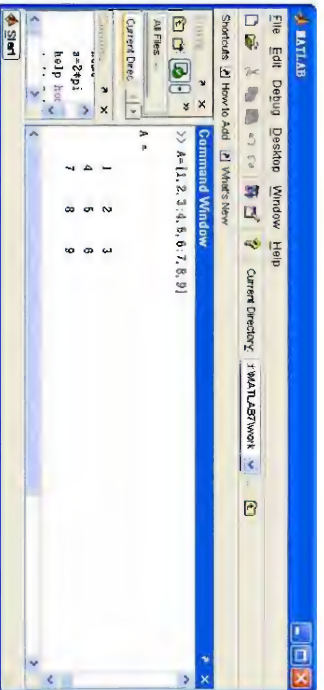 MATLAB
File Edit Debug Desktop Window Help
Current Directory: F:\MATLAB7\work
Shortcuts How to Add What's New
All Files
Current Direc
a=2*pi
help
Start
Command Window
>> A=[1, 2, 3;4, 5, 6;7, 8, 9]
A =
1 2 3
4 5 6
7 8 9